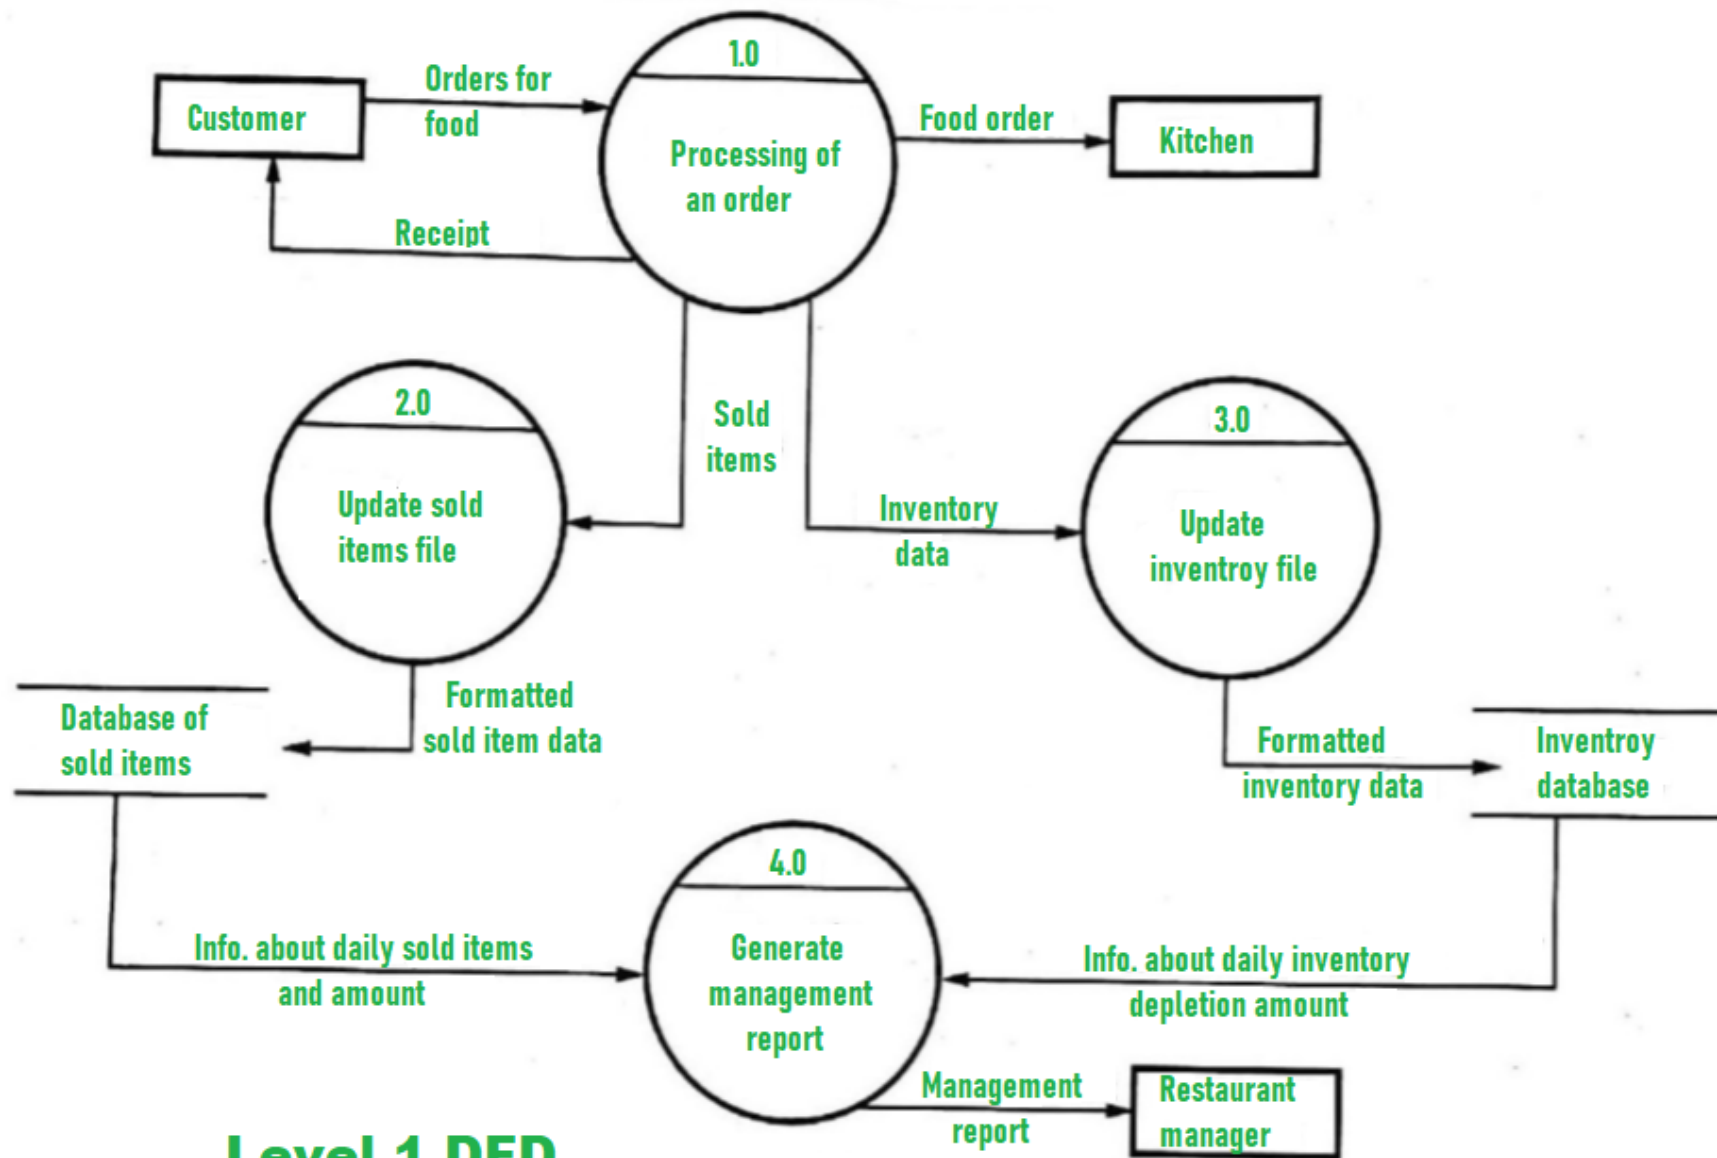 1.0
Orders for
food
Customer
Processing of
an order
Food order
Kitchen
Receipt
2.0
Update sold
items file
Sold
items
3.0
Update
inventroy file
Inventory
data
Formatted
sold item data
Database of
sold items
Formatted
inventory data
Inventroy
database
4.0
Generate
management
report
Info. about daily sold items
and amount
Info. about daily inventory
depletion amount
Management
report
Restaurant
manager
Level 1 DFD